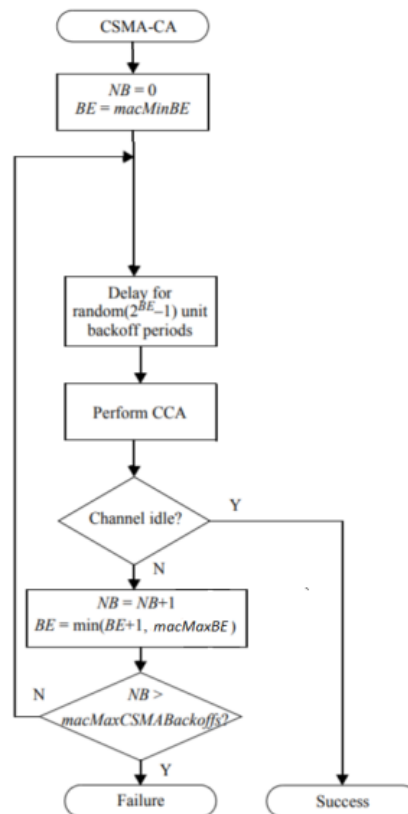 CSMA-CA
NB = 0
BE = macMinBE
Delay for
random(2^BE–1) unit
backoff periods
Perform CCA
Channel idle?
Y
N
NB = NB+1
BE = min(BE+1, macMaxBE)
N
NB >
macMaxCSMABackoffs?
Y
Failure
Success